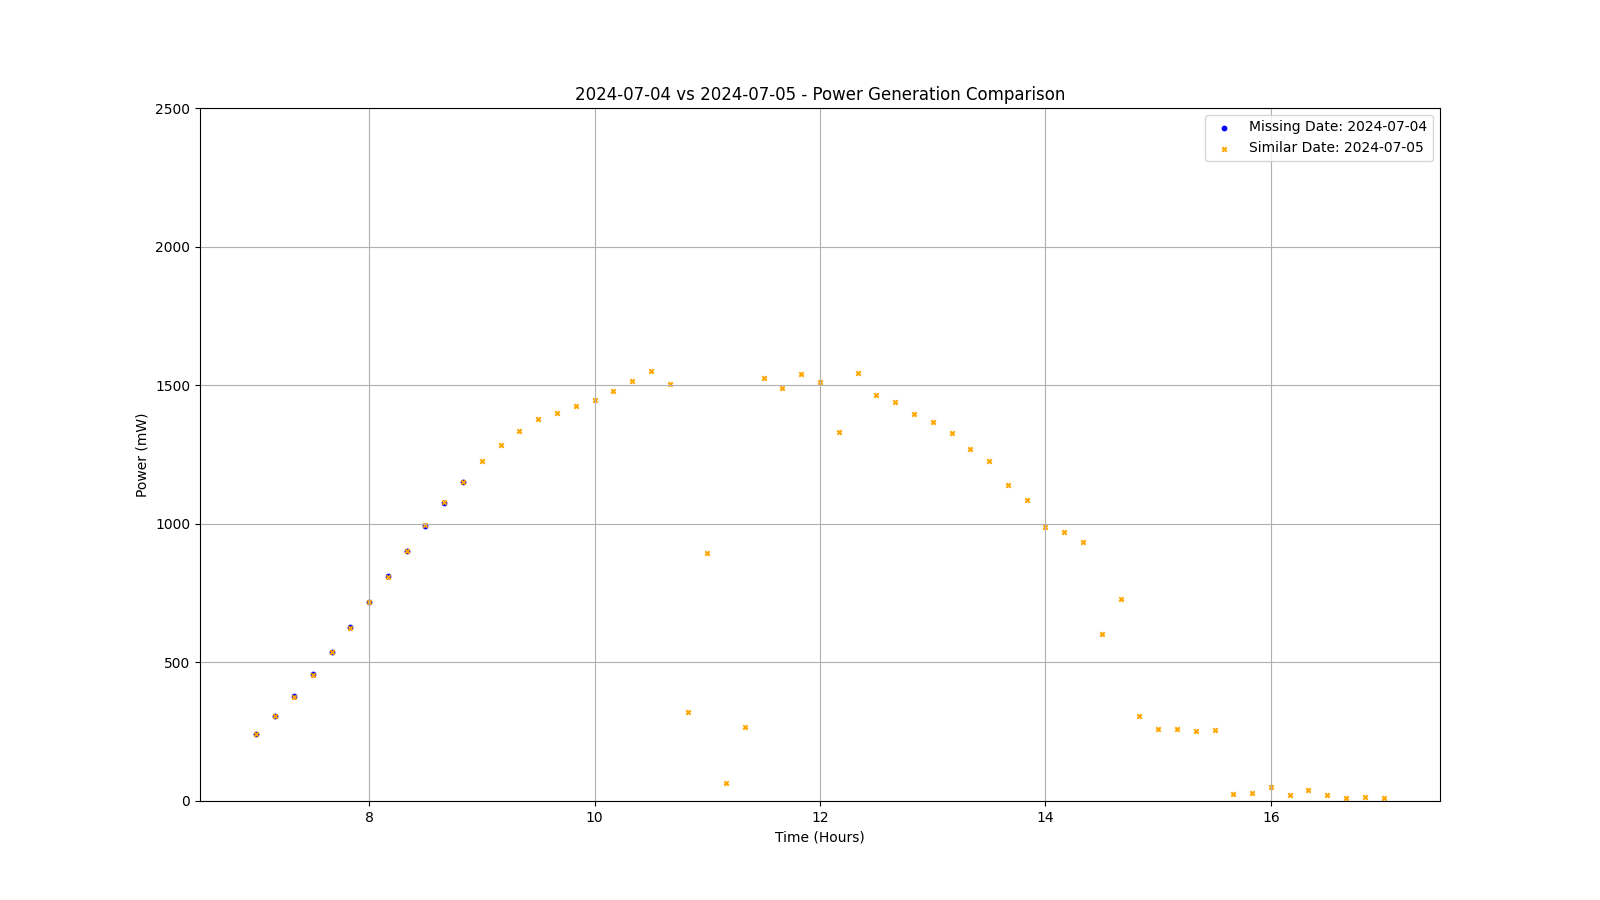 2024-07-04 vs 2024-07-05 - Power Generation Comparison
Missing Date: 2024-07-04
Similar Date: 2024-07-05
2500
2000
1500
1000
500
0
Power (mW)
8
10
12
14
16
Time (Hours)